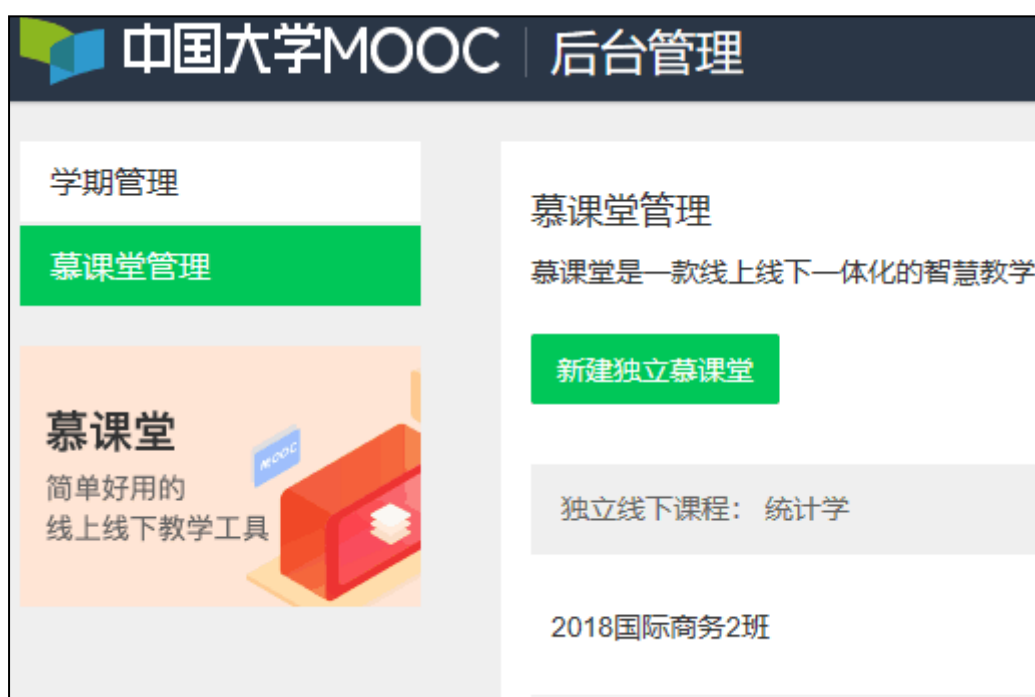 中国大学MOOC 后台管理
学期管理
慕课堂管理
慕课堂
简单好用的
线上线下教学工具
MOOC
慕课堂管理
慕课堂是一款线上线下一体化的智慧教学
新建独立慕课堂
独立线下课程: 统计学
2018国际商务2班